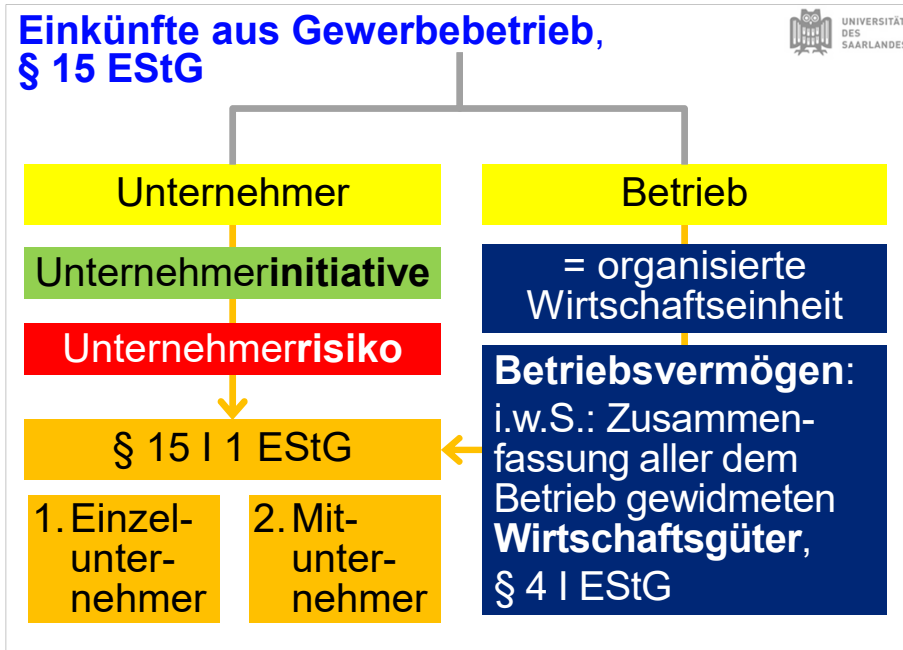 Einkünfte aus Gewerbebetrieb,
§ 15 EStG
UNIVERSITÄT
DES
SAARLANDES
Unternehmer
Unternehmerinitiative
Unternehmerrisiko
§ 15 I 1 EStG
1. Einzel-
unter-
nehmer
2. Mit-
unter-
nehmer
Betrieb
= organisierte
Wirtschaftseinheit
Betriebsvermögen:
i.w.S.: Zusammen-
fassung aller dem
Betrieb gewidmeten
Wirtschaftsgüter,
§ 4 I EStG